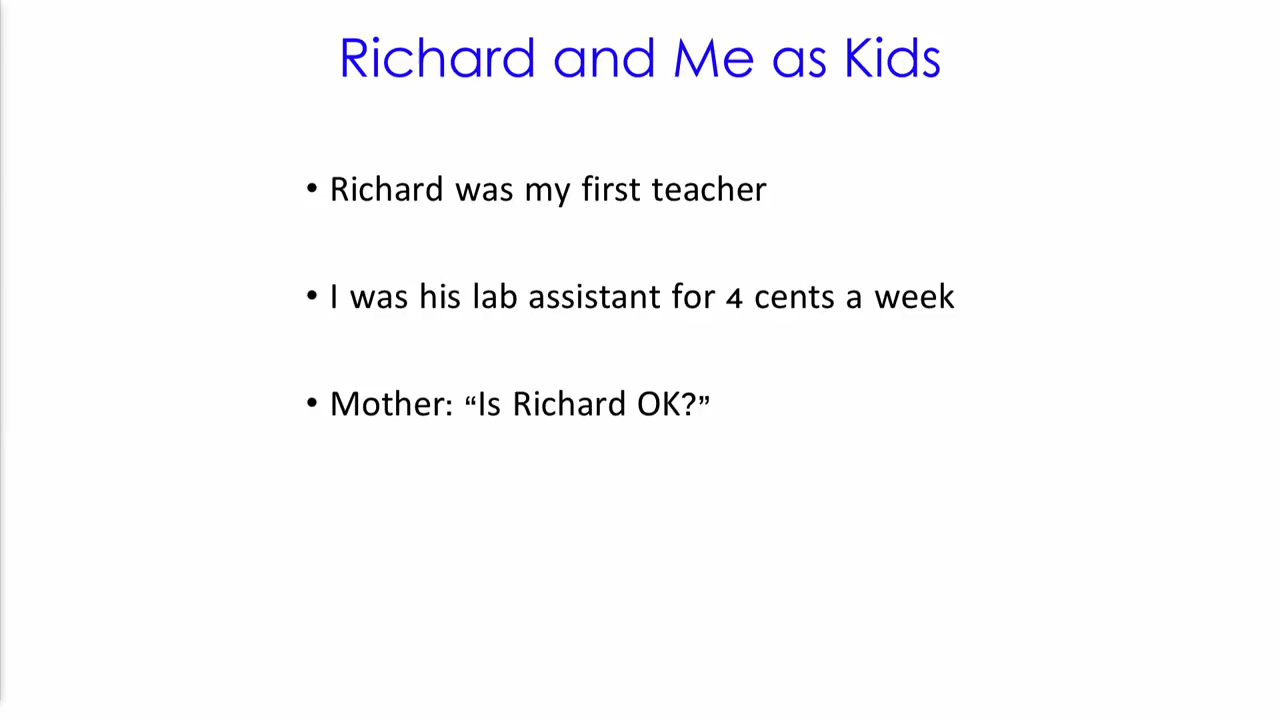 Richard and Me as Kids
• Richard was my first teacher
• I was his lab assistant for 4 cents a week
• Mother: “Is Richard OK?”